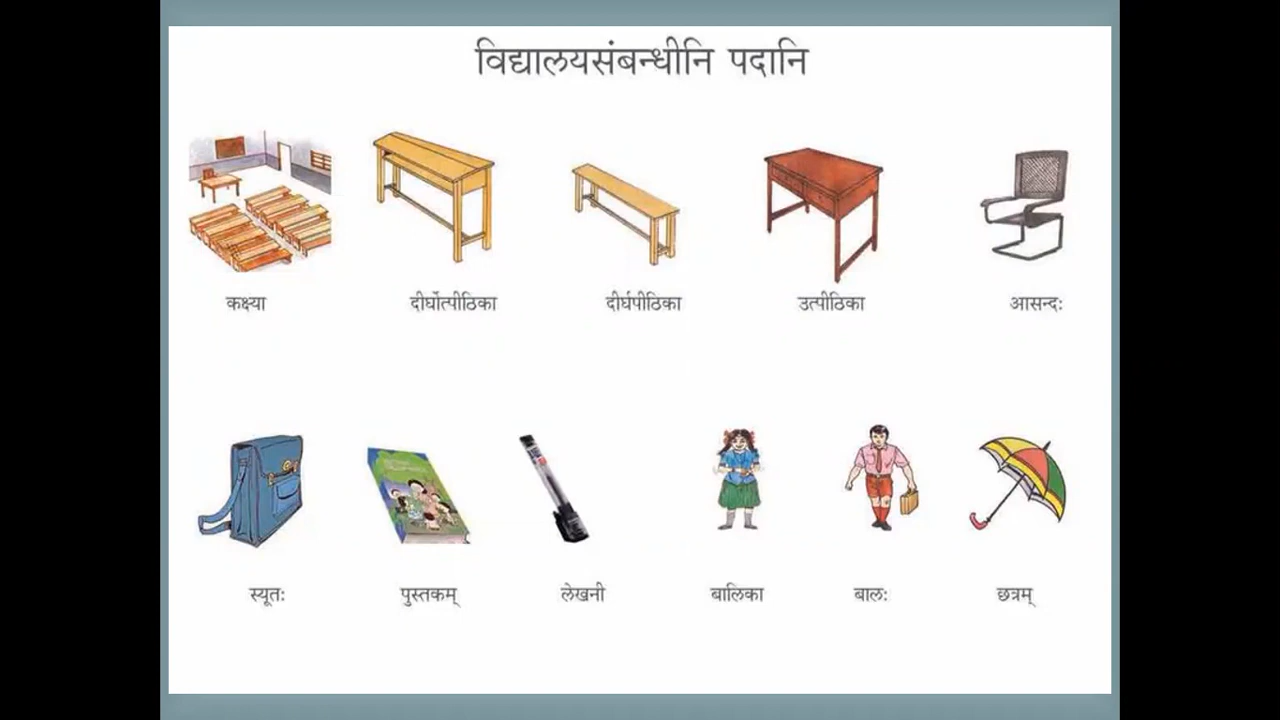 विद्यालयसंबन्धीनि पदानि
कक्ष्या दीर्घोत्पीठिका दीर्घपीठिका उत्पीठिका आसन्दः
स्यूतः पुस्तकम् लेखनी बालिका बालः छत्रम्